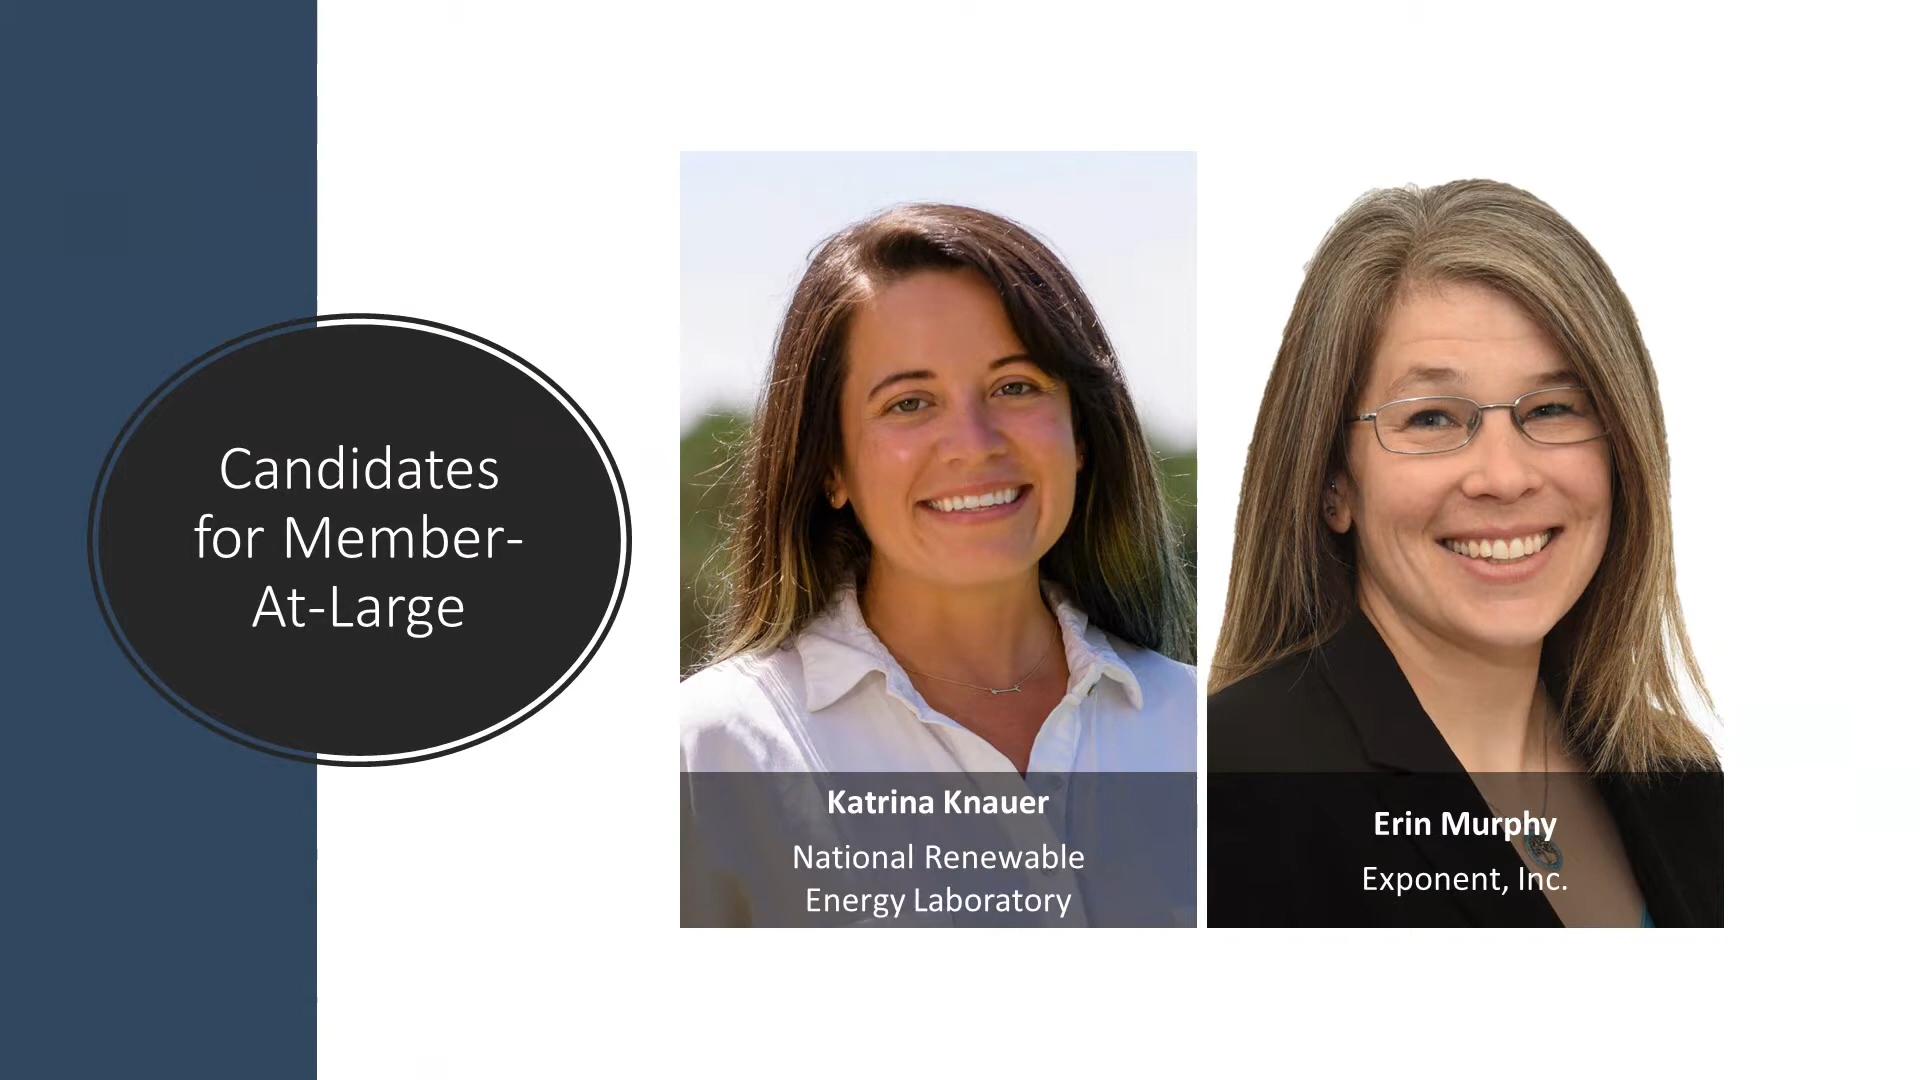 Candidates
for Member-
At-Large
Katrina Knauer
National Renewable
Energy Laboratory
Erin Murphy
Exponent, Inc.